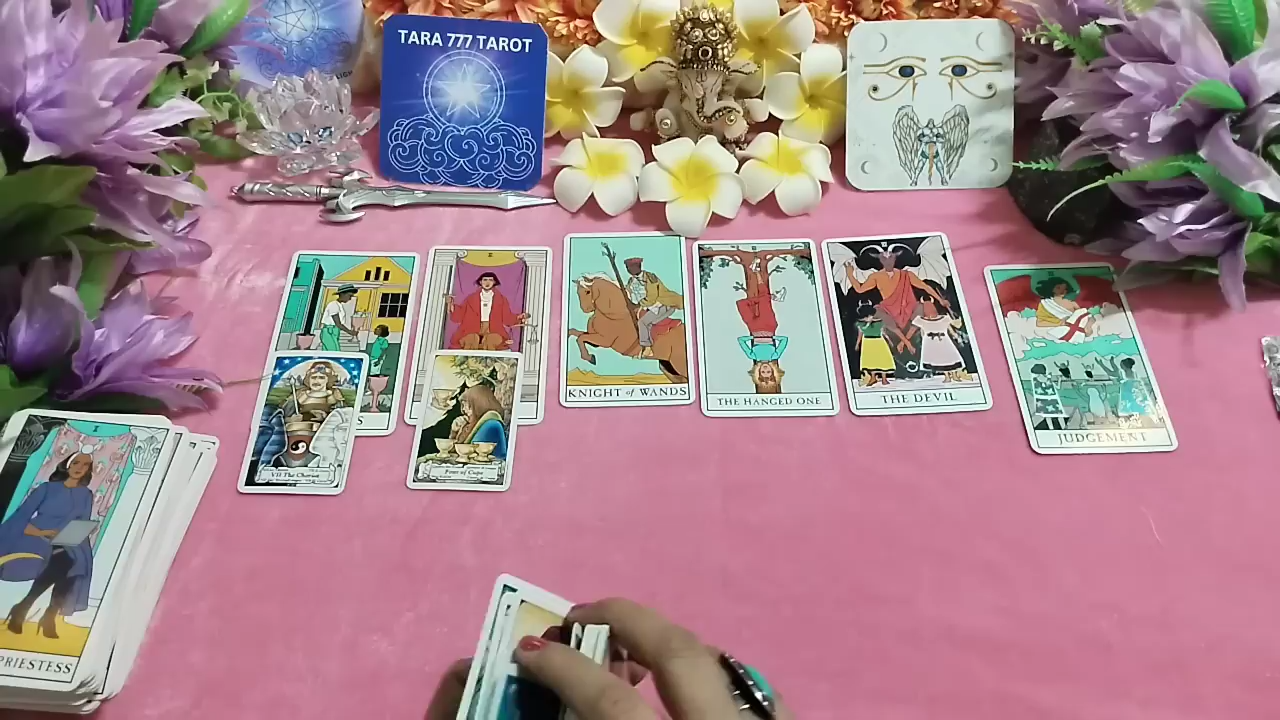 TARA 777 TAROT
S
KNIGHT of WANDS
THE HANGED ONE
THE DEVIL
JUDGEMENT
VII The Chariot
Four of Cups
PRIESTESS